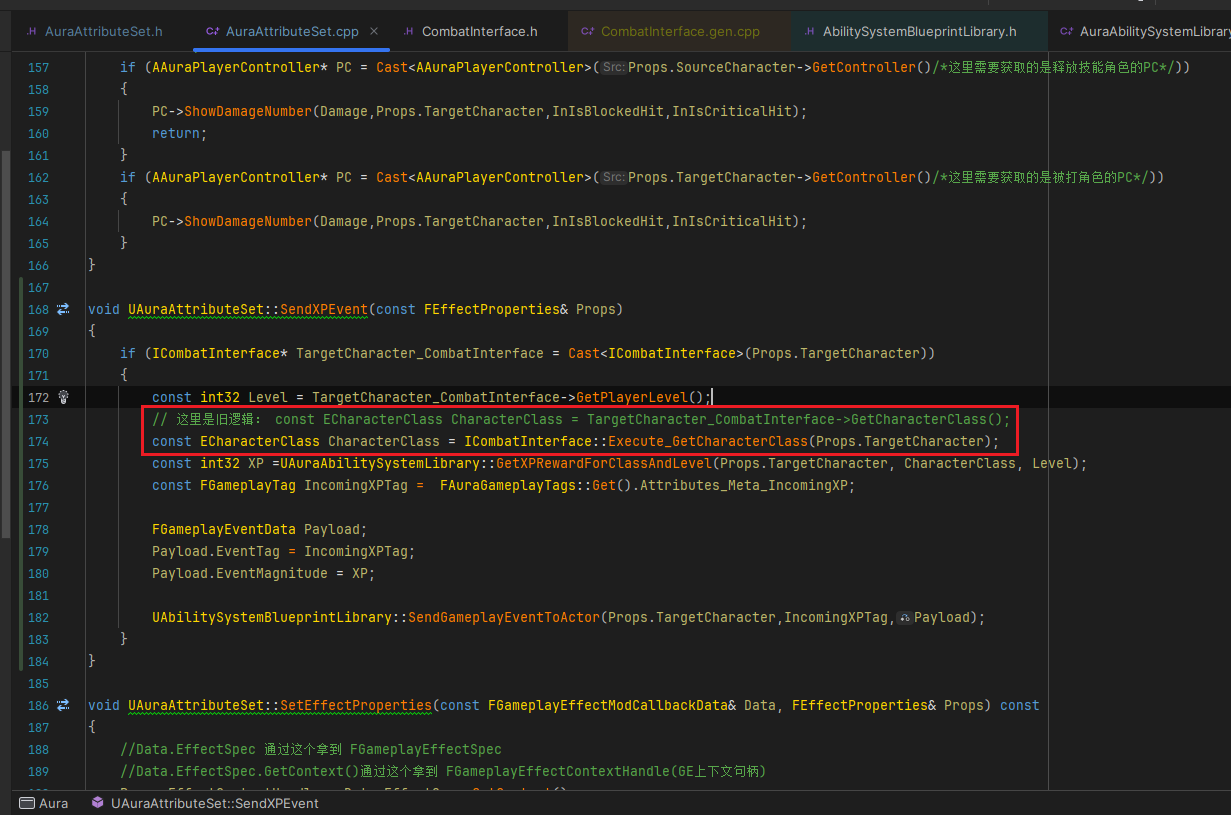 AuraAttributeSet.h AuraAttributeSet.cpp CombatInterface.h CombatInterface.gen.cpp AbilitySystemBlueprintLibrary.h AuraAbilitySystemLibrary
157 if (AAuraPlayerController* PC = Cast<AAuraPlayerController>(Src:Props.SourceCharacter->GetController()/*这里需要获取的是释放技能角色的PC*/))
158 {
159 PC->ShowDamageNumber(Damage,Props.TargetCharacter,InIsBlockedHit,InIsCriticalHit);
160 return;
161 }
162 if (AAuraPlayerController* PC = Cast<AAuraPlayerController>(Src:Props.TargetCharacter->GetController()/*这里需要获取的是被打角色的PC*/))
163 {
164 PC->ShowDamageNumber(Damage,Props.TargetCharacter,InIsBlockedHit,InIsCriticalHit);
165 }
166 }
167
168 void UAuraAttributeSet::SendXPEvent(const FEffectProperties& Props)
169 {
170 if (ICombatInterface* TargetCharacter_CombatInterface = Cast<ICombatInterface>(Props.TargetCharacter))
171 {
172 const int32 Level = TargetCharacter_CombatInterface->GetPlayerLevel();
173 // 这里是旧逻辑: const ECharacterClass CharacterClass = TargetCharacter_CombatInterface->GetCharacterClass();
174 const ECharacterClass CharacterClass = ICombatInterface::Execute_GetCharacterClass(Props.TargetCharacter);
175 const int32 XP =UAuraAbilitySystemLibrary::GetXPRewardForClassAndLevel(Props.TargetCharacter, CharacterClass, Level);
176 const FGameplayTag IncomingXPTag = FAuraGameplayTags::Get().Attributes_Meta_IncomingXP;
177
178 FGameplayEventData Payload;
179 Payload.EventTag = IncomingXPTag;
180 Payload.EventMagnitude = XP;
181
182 UAbilitySystemBlueprintLibrary::SendGameplayEventToActor(Props.TargetCharacter,IncomingXPTag,Payload);
183 }
184 }
185
186 void UAuraAttributeSet::SetEffectProperties(const FGameplayEffectModCallbackData& Data, FEffectProperties& Props) const
187 {
188 //Data.EffectSpec 通过这个拿到 FGameplayEffectSpec
189 //Data.EffectSpec.GetContext()通过这个拿到 FGameplayEffectContextHandle(GE上下文句柄)
Aura UAuraAttributeSet::SendXPEvent